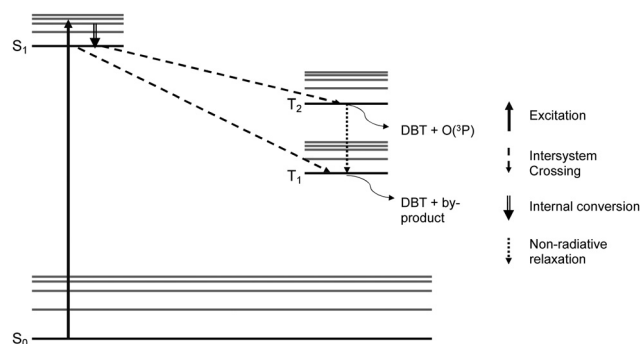 S₁
T₂
DBT + O(³P)
T₁
DBT + by-
product
S₀
Excitation
Intersystem
Crossing
Internal conversion
Non-radiative
relaxation